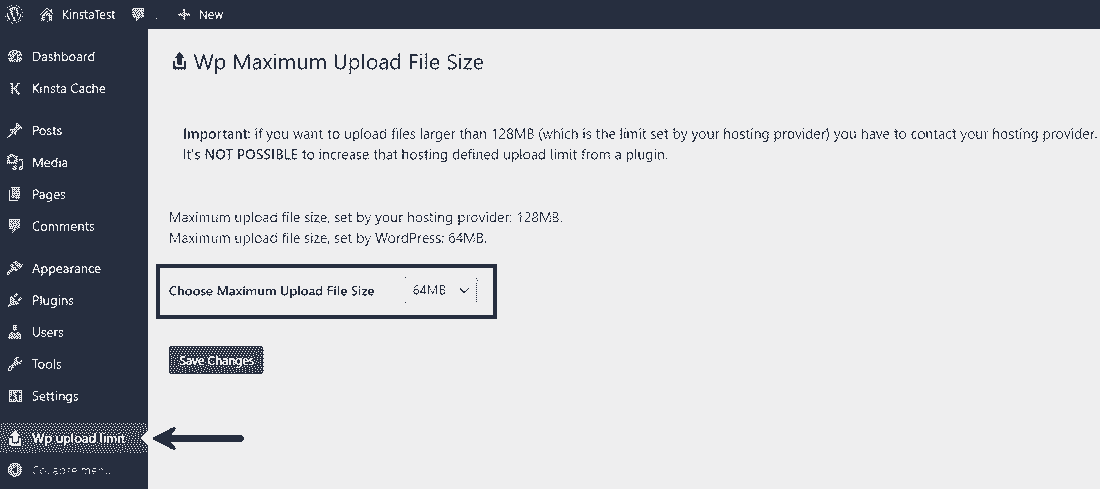 KinstaTest
New
Dashboard
Kinsta Cache
Posts
Media
Pages
Comments
Appearance
Plugins
Users
Tools
Settings
Wp upload limit
Collapse menu
Wp Maximum Upload File Size
Important: if you want to upload files larger than 128MB (which is the limit set by your hosting provider) you have to contact your hosting provider.
It's NOT POSSIBLE to increase that hosting defined upload limit from a plugin.
Maximum upload file size, set by your hosting provider: 128MB.
Maximum upload file size, set by WordPress: 64MB.
Choose Maximum Upload File Size 64MB
Save Changes